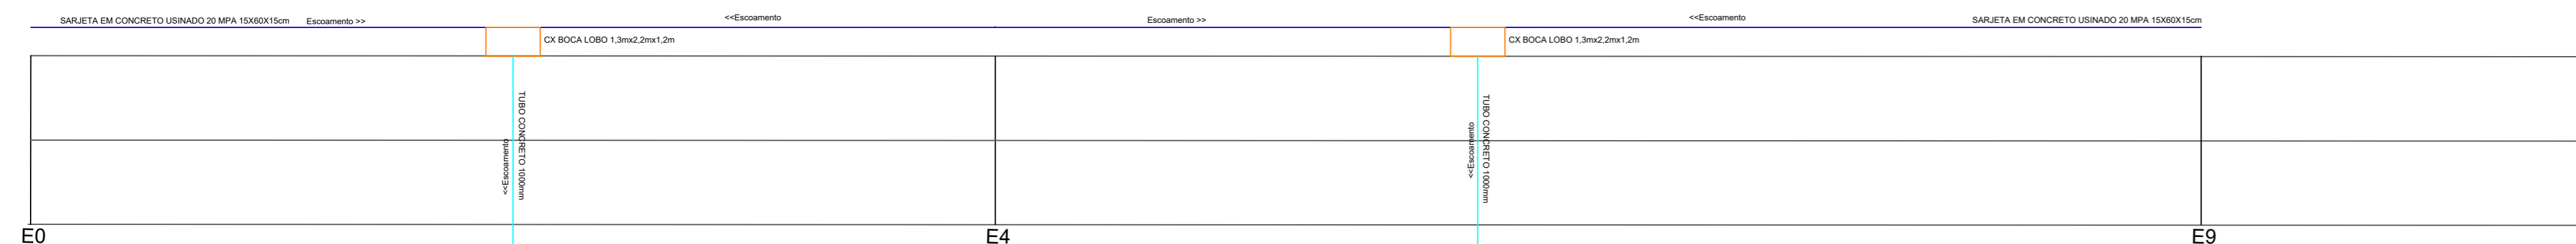 SARJETA EM CONCRETO USINADO 20 MPA 15X60X15cm
Escoamento >>
<<Escoamento
Escoamento >>
<<Escoamento
SARJETA EM CONCRETO USINADO 20 MPA 15X60X15cm
CX BOCA LOBO 1,3mx2,2mx1,2m
CX BOCA LOBO 1,3mx2,2mx1,2m
<<Escoamento
TUBO CONCRETO 1000mm
<<Escoamento
TUBO CONCRETO 1000mm
E0
E4
E9